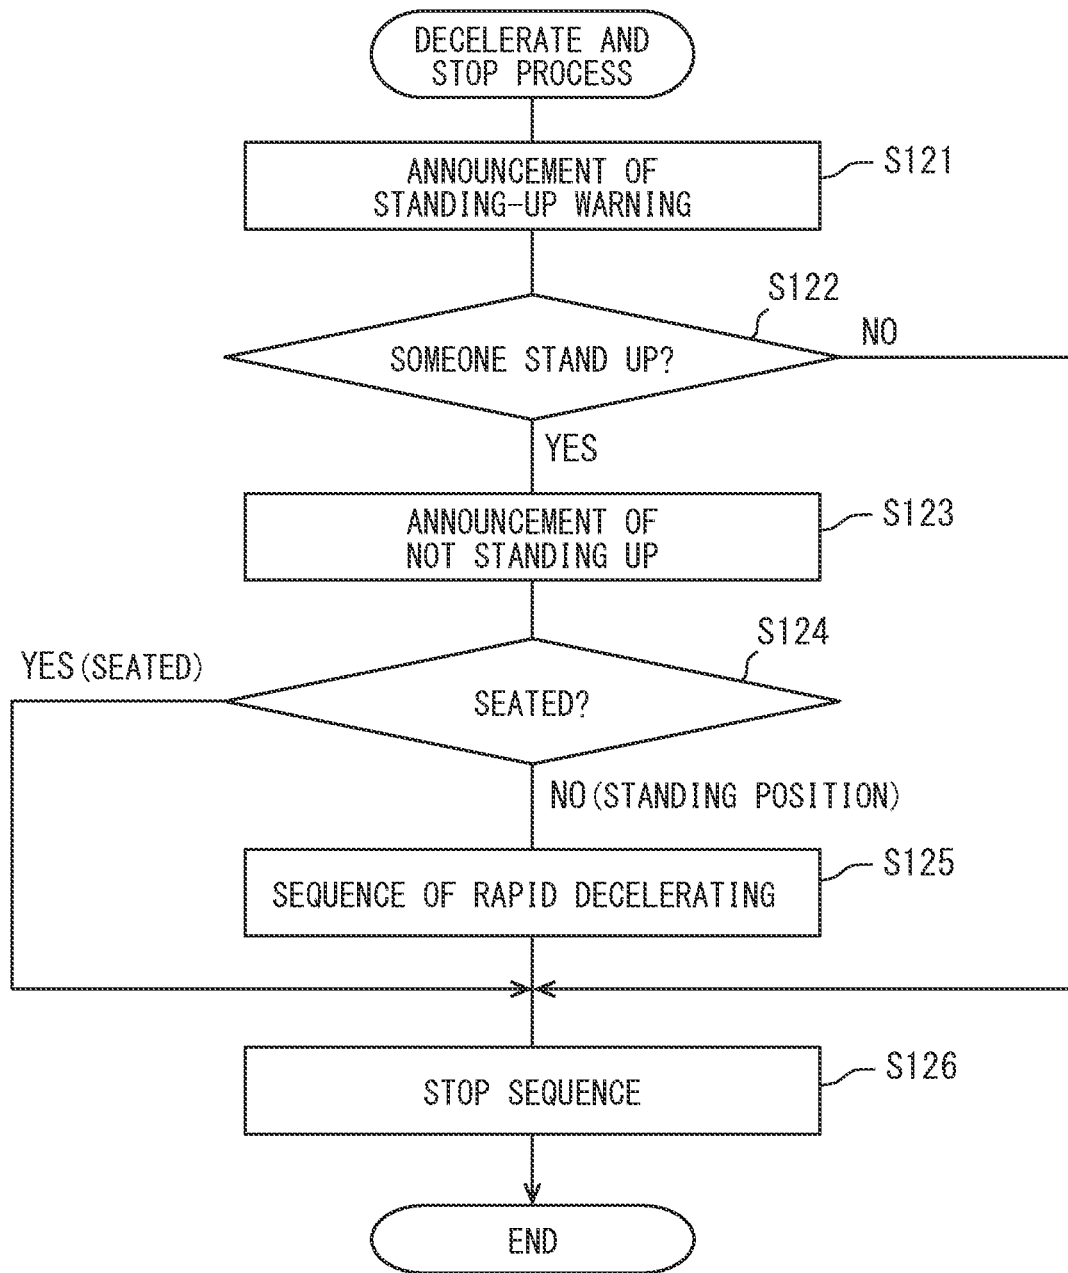 DECELERATE AND
STOP PROCESS
ANNOUNCEMENT OF
STANDING-UP WARNING
S121
S122
SOMEONE STAND UP?
NO
YES
ANNOUNCEMENT OF
NOT STANDING UP
S123
S124
YES(SEATED)
SEATED?
NO(STANDING POSITION)
SEQUENCE OF RAPID DECELERATING
S125
STOP SEQUENCE
S126
END